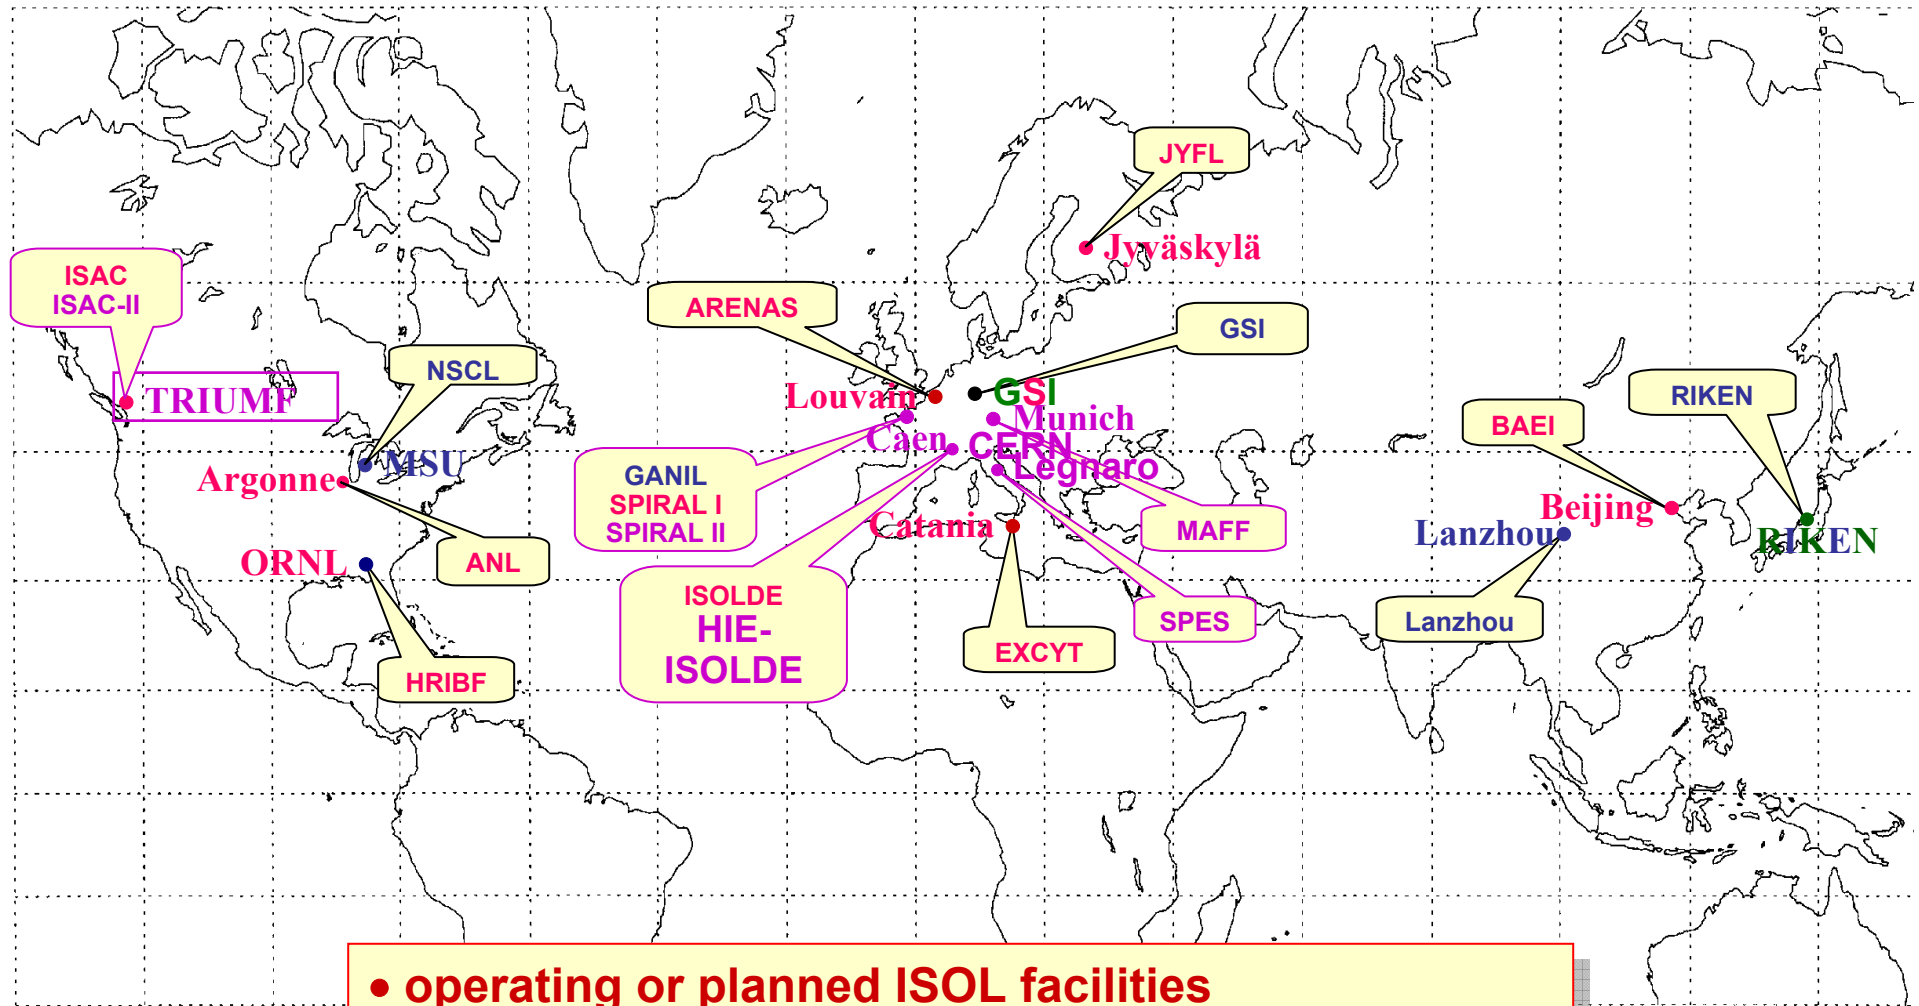 JYFL
Jyväskylä
ISAC
ISAC-II
TRIUMF
ARENAS
GSI
NSCL
Louvain
GSI
Munich
Caen
CERN
Legnaro
RIKEN
BAEI
MSU
Argonne
GANIL
SPIRAL I
SPIRAL II
Catania
MAFF
Beijing
Lanzhou
RIKEN
ORNL
ANL
ISOLDE
HIE-
ISOLDE
SPES
Lanzhou
EXCYT
HRIBF
• operating or planned ISOL facilities